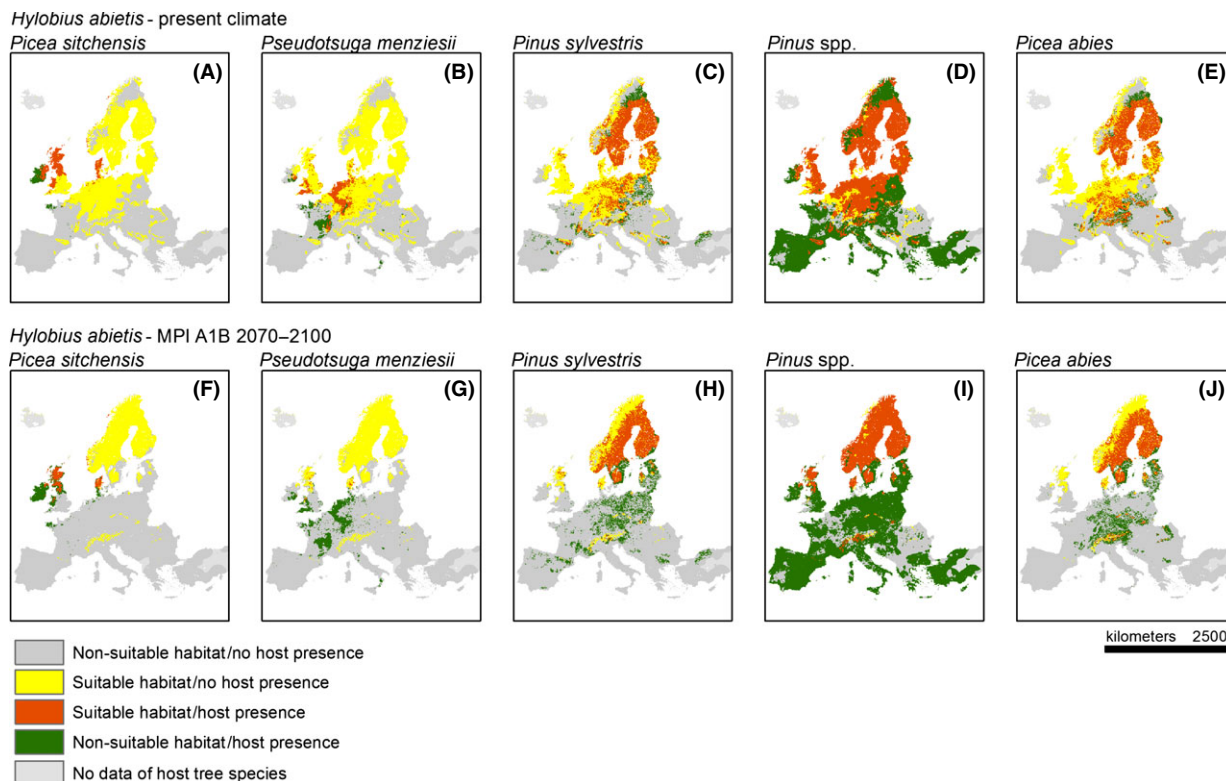 Hylobius abietis - present climate
Picea sitchensis
Pseudotsuga menziesii
Pinus sylvestris
Pinus spp.
Picea abies
(A)
(B)
(C)
(D)
(E)
Hylobius abietis - MPI A1B 2070–2100
Picea sitchensis
Pseudotsuga menziesii
Pinus sylvestris
Pinus spp.
Picea abies
(F)
(G)
(H)
(I)
(J)
kilometers 2500
Non-suitable habitat/no host presence
Suitable habitat/no host presence
Suitable habitat/host presence
Non-suitable habitat/host presence
No data of host tree species